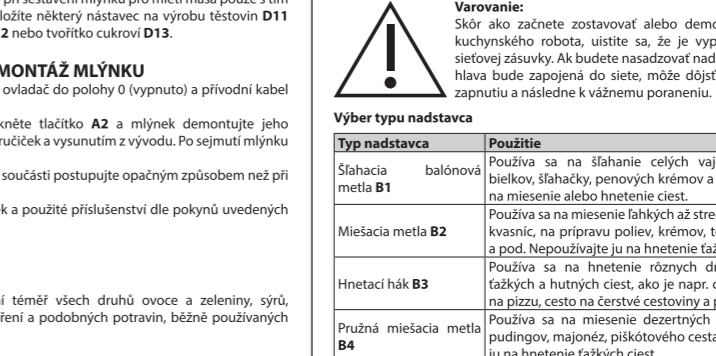 při sestavení mlýnku pro mletí masa pouze s tím
ložíte některý nástavec na výrobu těstovin D11
2 nebo tvořítko cukroví D13.
MONTÁŽ MLÝNKU
ovladač do polohy 0 (vypnuto) a přívodní kabel
kněte tlačítko A2 a mlýnek demontujte jeho
ručiček a vysunutím z vývodu. Po sejmutí mlýnku
součásti postupujte opačným způsobem než při
k a použité příslušenství dle pokynů uvedených
í téměř všech druhů ovoce a zeleniny, sýrů,
ření a podobných potravin, běžně používaných
Varovanie:
Skôr ako začnete zostavovať alebo demo
kuchynského robota, uistite sa, že je vyp
sieťovej zásuvky. Ak budete nasadzovať nad
hlava bude zapojená do siete, môže dôjsť
zapnutiu a následne k vážnemu poraneniu.
Výber typu nadstavca
Typ nadstavca Použitie
Šľahacia balónová metla B1
Používa sa na šľahanie celých vaj
bielkov, šľahačky, penových krémov a
na miesenie alebo hnetenie ciest.
Miešacia metla B2
Používa sa na miesenie ľahkých až stre
kvasníc, na prípravu poliev, krémov, t
a pod. Nepoužívajte ju na hnetenie ťaž
Hnetací hák B3
Používa sa na hnetenie rôznych d
ťažkých a hutných ciest, ako je napr. c
na pizzu, cesto na čerstvé cestoviny a p
Pružná miešacia metla B4
Používa sa na miesenie dezertných
pudingov, majonéz, piškótového cesta
ju na hnetenie ťažkých ciest.